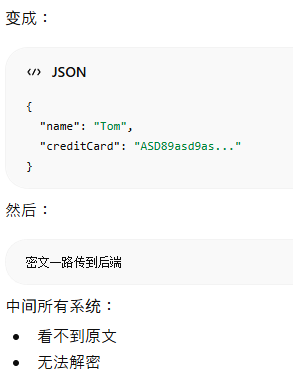 变成：
JSON
{
"name": "Tom",
"creditCard": "ASD89asd9as..."
}
然后：
密文一路传到后端
中间所有系统：
看不到原文
无法解密